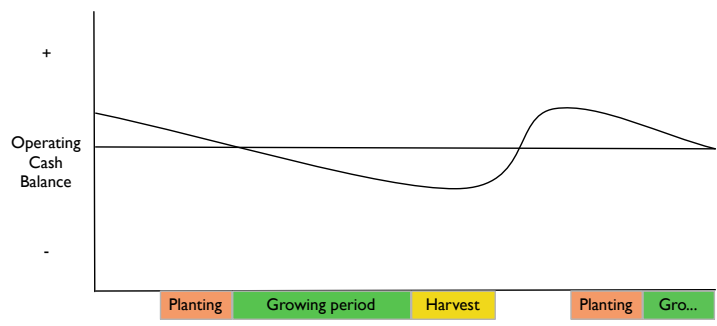 +
Operating
Cash
Balance
-
Planting
Growing period
Harvest
Planting
Gro...